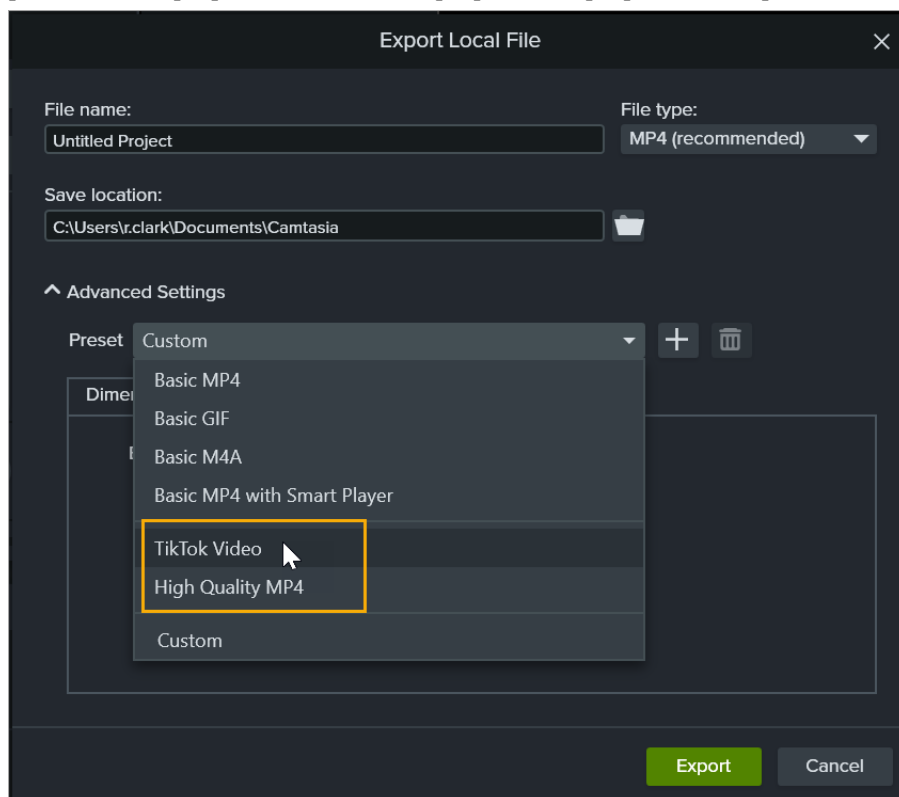 Export Local File
File name:
File type:
Untitled Project
MP4 (recommended)
Save location:
C:\Users\r.clark\Documents\Camtasia
Advanced Settings
Preset
Custom
Basic MP4
Basic GIF
Basic M4A
Basic MP4 with Smart Player
TikTok Video
High Quality MP4
Custom
Export
Cancel